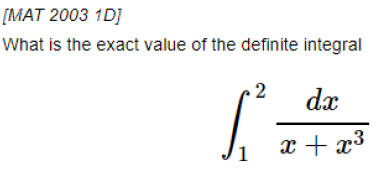 [MAT 2003 1D]
What is the exact value of the definite integral
∫₁² dx / (x + x³)